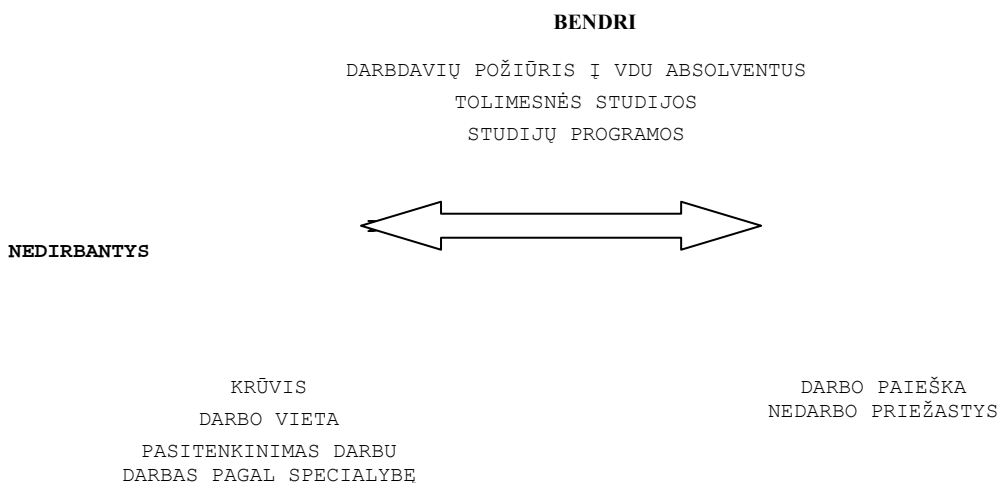 BENDRI
DARBDAVIŲ POŽIŪRIS Į VDU ABSOLVENTUS
TOLIMESNĖS STUDIJOS
STUDIJŲ PROGRAMOS
NEDIRBANTYS
KRŪVIS
DARBO VIETA
PASITENKINIMAS DARBU
DARBAS PAGAL SPECIALYBĘ
DARBO PAIEŠKA
NEDARBO PRIEŽASTYS